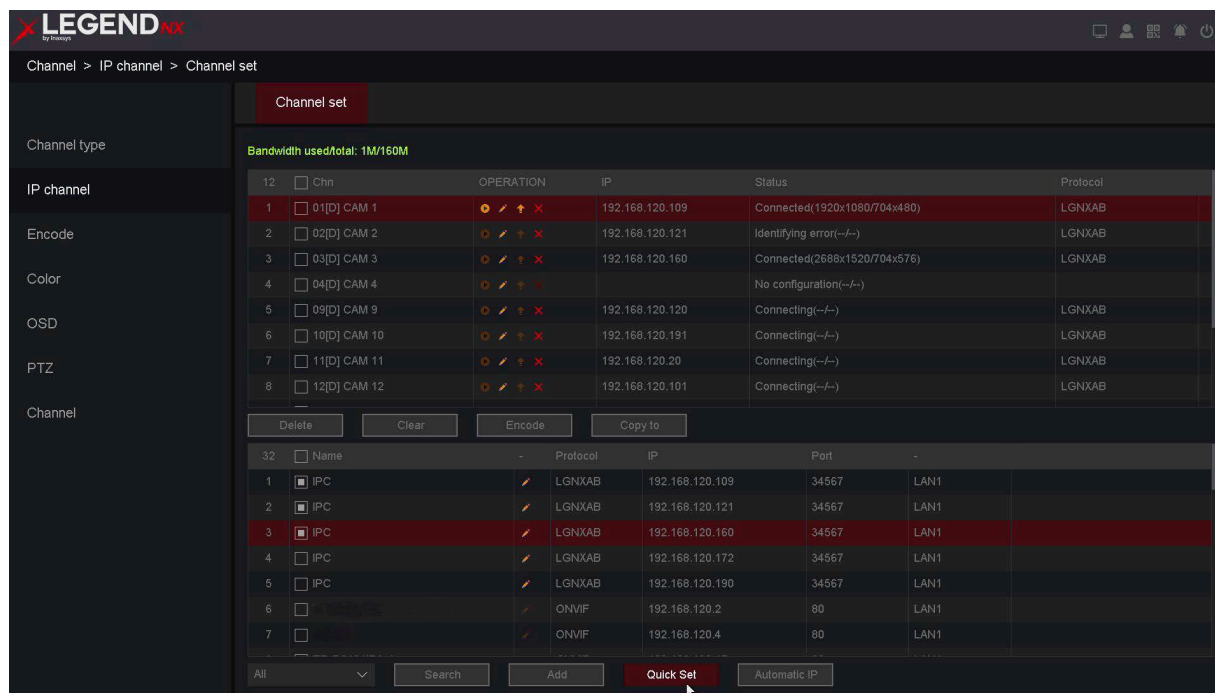 LEGEND NX
by Inaxsys
Channel > IP channel > Channel set
Channel set
Channel type
IP channel
Encode
Color
OSD
PTZ
Channel
Bandwidth used/total: 1M/160M
12 Chn OPERATION IP Status Protocol
1 01[D] CAM 1 192.168.120.109 Connected(1920x1080/704x480) LGNXAB
2 02[D] CAM 2 192.168.120.121 Identifying error(--/--) LGNXAB
3 03[D] CAM 3 192.168.120.160 Connected(2688x1520/704x576) LGNXAB
4 04[D] CAM 4 No configuration(--/--)
5 09[D] CAM 9 192.168.120.120 Connecting(--/--) LGNXAB
6 10[D] CAM 10 192.168.120.191 Connecting(--/--) LGNXAB
7 11[D] CAM 11 192.168.120.20 Connecting(--/--) LGNXAB
8 12[D] CAM 12 192.168.120.101 Connecting(--/--) LGNXAB
Delete Clear Encode Copy to
32 Name - Protocol IP Port -
1 IPC LGNXAB 192.168.120.109 34567 LAN1
2 IPC LGNXAB 192.168.120.121 34567 LAN1
3 IPC LGNXAB 192.168.120.160 34567 LAN1
4 IPC LGNXAB 192.168.120.172 34567 LAN1
5 IPC LGNXAB 192.168.120.190 34567 LAN1
6 ONVIF 192.168.120.2 80 LAN1
7 ONVIF 192.168.120.4 80 LAN1
All Search Add Quick Set Automatic IP